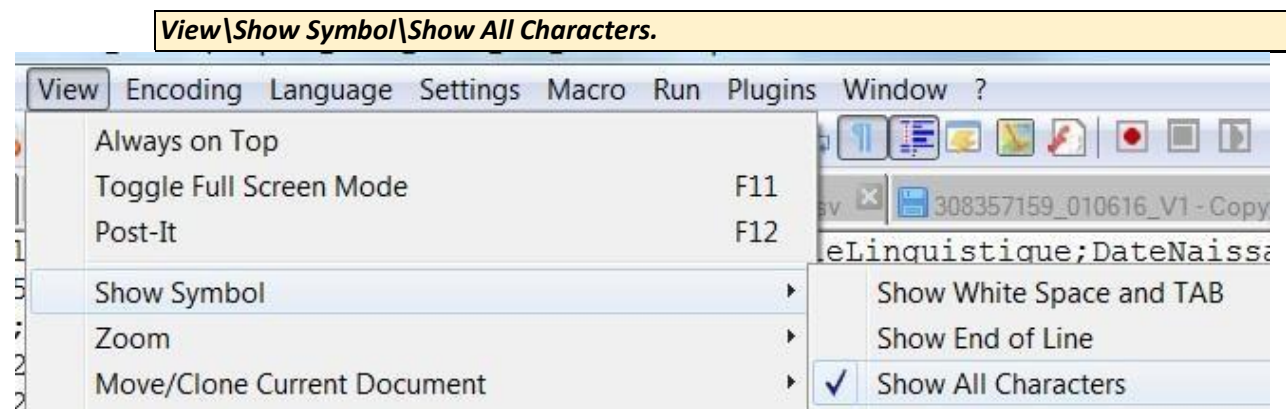 View\Show Symbol\Show All Characters.
View Encoding Language Settings Macro Run Plugins Window ?
Always on Top
Toggle Full Screen Mode F11
sv 308357159_010616_V1 - Copy
Post-It F12
eLinguistique;DateNaissa
Show Symbol Show White Space and TAB
Zoom Show End of Line
Move/Clone Current Document Show All Characters